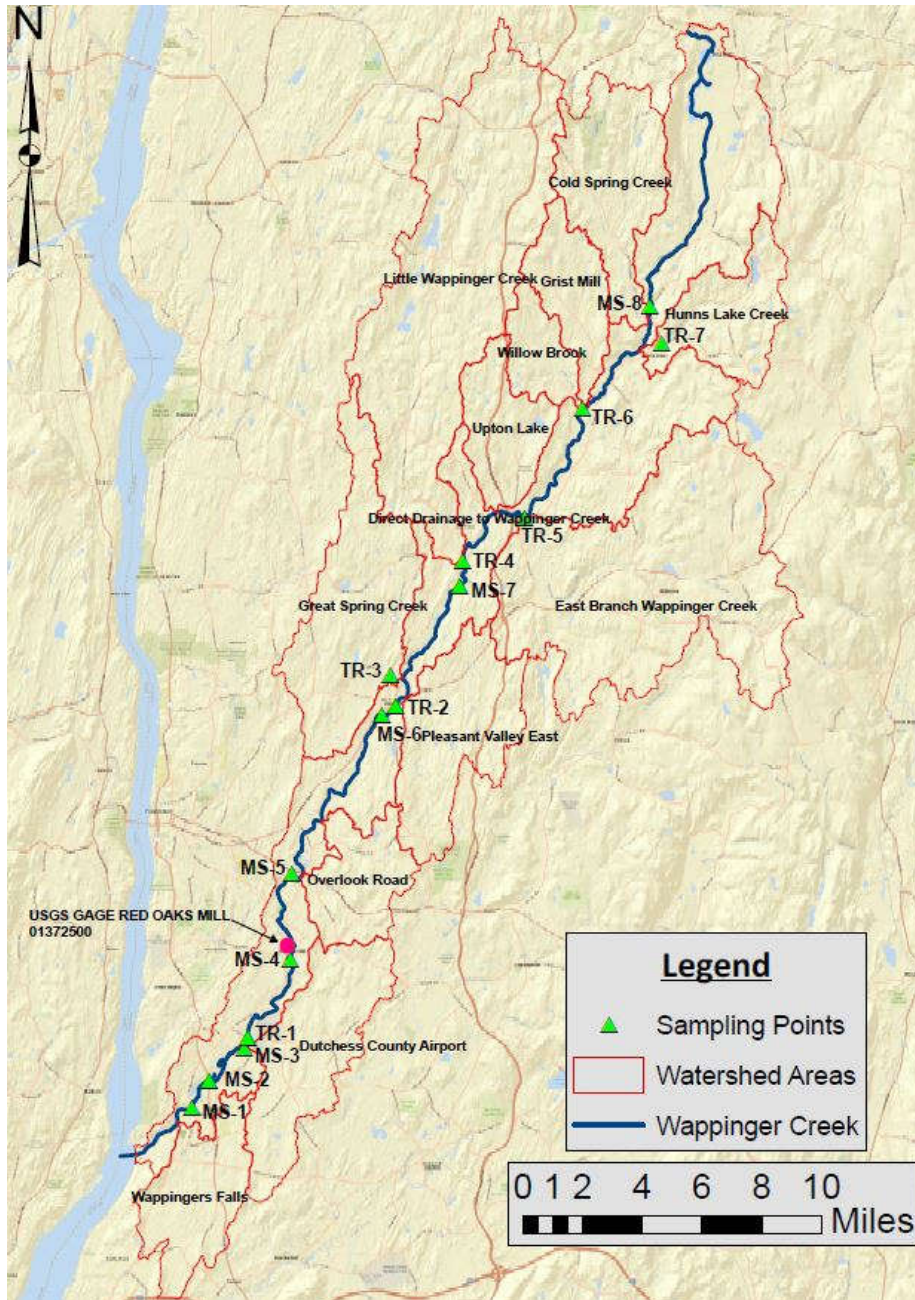 N
Cold Spring Creek
Little Wappinger Creek
Grist Mill
MS-8
Hunns Lake Creek
TR-7
Willow Brook
TR-6
Upton Lake
Direct Drainage to Wappinger Creek
TR-5
TR-4
MS-7
East Branch Wappinger Creek
Great Spring Creek
TR-3
TR-2
MS-6
Pleasant Valley East
MS-5
Overlook Road
USGS GAGE RED OAKS MILL
01372500
MS-4
TR-1
MS-3
Dutchess County Airport
MS-2
MS-1
Wappingers Falls
Legend
Sampling Points
Watershed Areas
Wappinger Creek
0 1 2 4 6 8 10
Miles